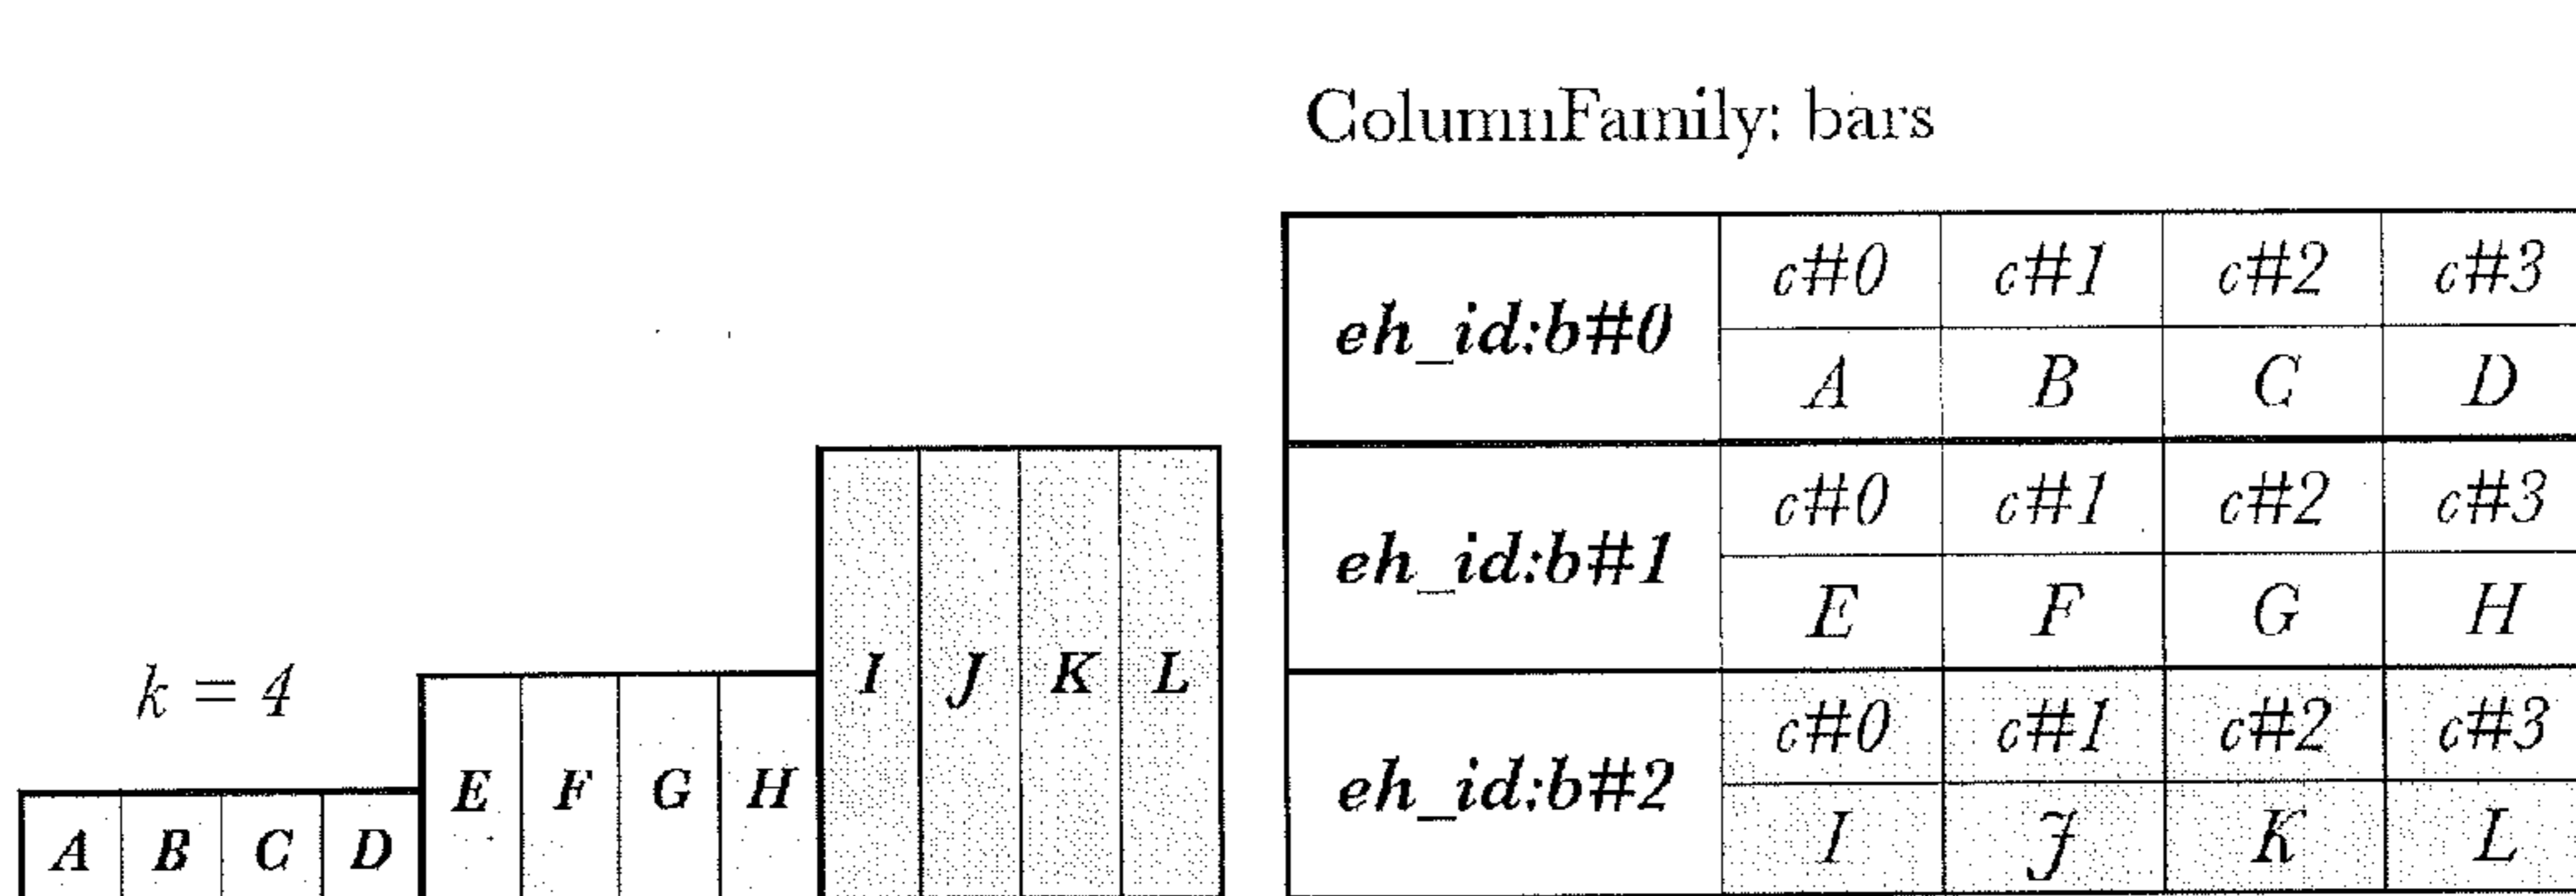 ColumnFamily: bars
eh_id:b#0
c#0 c#1 c#2 c#3
A B C D
eh_id:b#1
c#0 c#1 c#2 c#3
E F G H
eh_id:b#2
c#0 c#1 c#2 c#3
I J K L
k = 4
I J K L
E F G H
A B C D